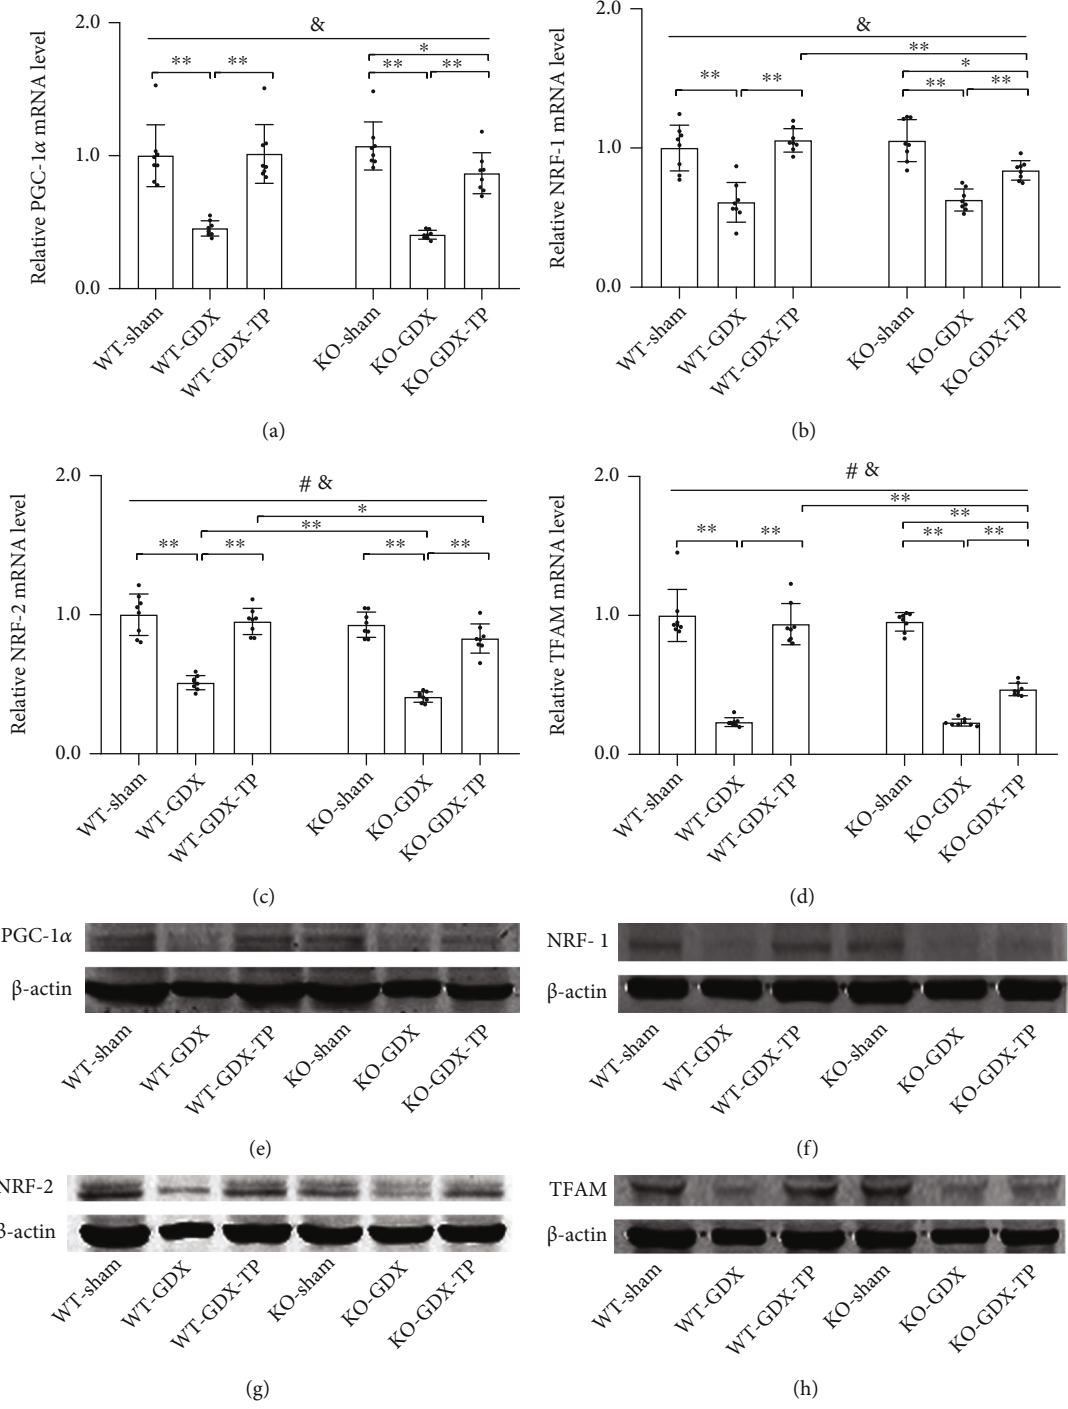 Relative PGC-1α mRNA level
2.0
1.0
0.0
&
*
** **
** **
WT-sham
WT-GDX
WT-GDX-TP
KO-sham
KO-GDX
KO-GDX-TP
(a)
Relative NRF-1 mRNA level
2.0
1.0
0.0
&
**
*
** **
** **
WT-sham
WT-GDX
WT-GDX-TP
KO-sham
KO-GDX
KO-GDX-TP
(b)
Relative NRF-2 mRNA level
2.0
1.0
0.0
# &
*
**
** **
** **
WT-sham
WT-GDX
WT-GDX-TP
KO-sham
KO-GDX
KO-GDX-TP
(c)
Relative TFAM mRNA level
2.0
1.0
0.0
# &
**
**
** **
** **
WT-sham
WT-GDX
WT-GDX-TP
KO-sham
KO-GDX
KO-GDX-TP
(d)
PGC-1α
β-actin
WT-sham
WT-GDX
WT-GDX-TP
KO-sham
KO-GDX
KO-GDX-TP
(e)
NRF- 1
β-actin
WT-sham
WT-GDX
WT-GDX-TP
KO-sham
KO-GDX
KO-GDX-TP
(f)
NRF-2
β-actin
WT-sham
WT-GDX
WT-GDX-TP
KO-sham
KO-GDX
KO-GDX-TP
(g)
TFAM
β-actin
WT-sham
WT-GDX
WT-GDX-TP
KO-sham
KO-GDX
KO-GDX-TP
(h)